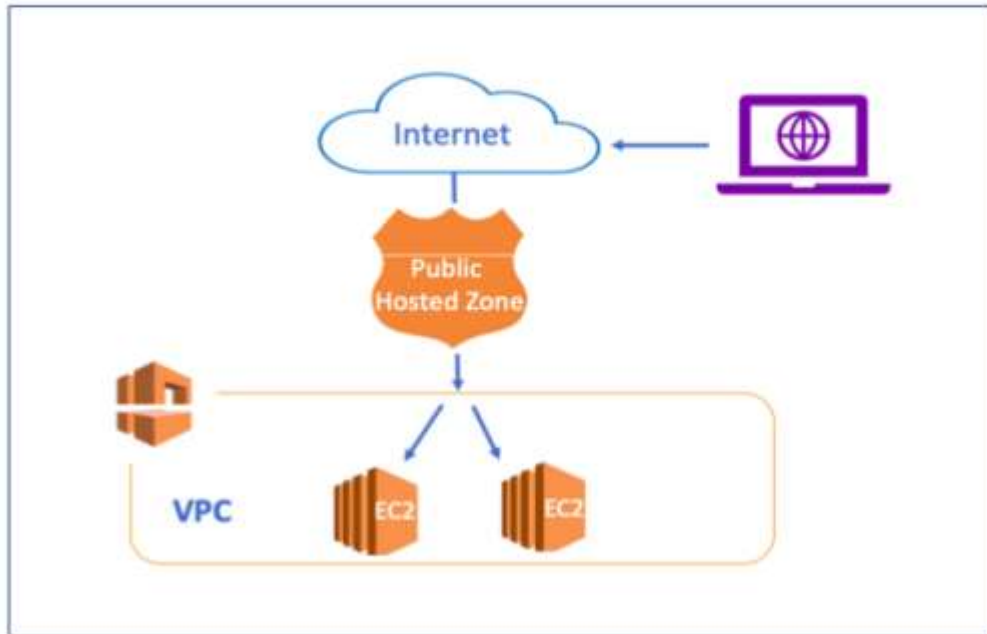 Internet
Public
Hosted Zone
VPC
EC2
EC2